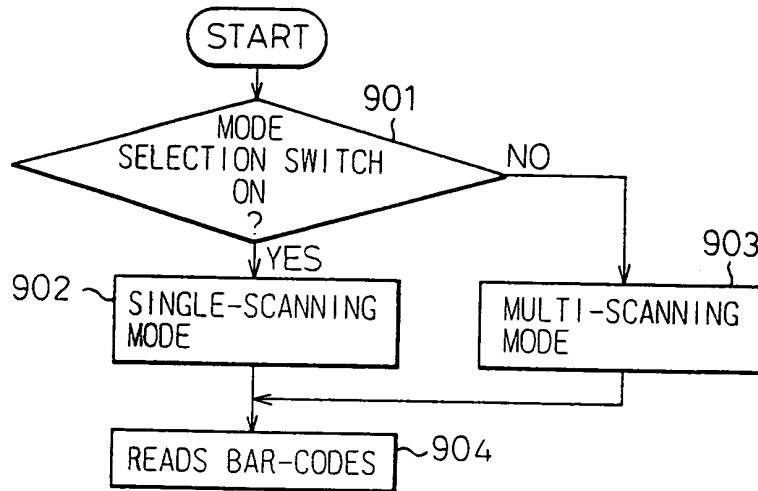 START
901
MODE
SELECTION SWITCH
ON
?
NO
YES
902
SINGLE-SCANNING
MODE
903
MULTI-SCANNING
MODE
READS BAR-CODES
904